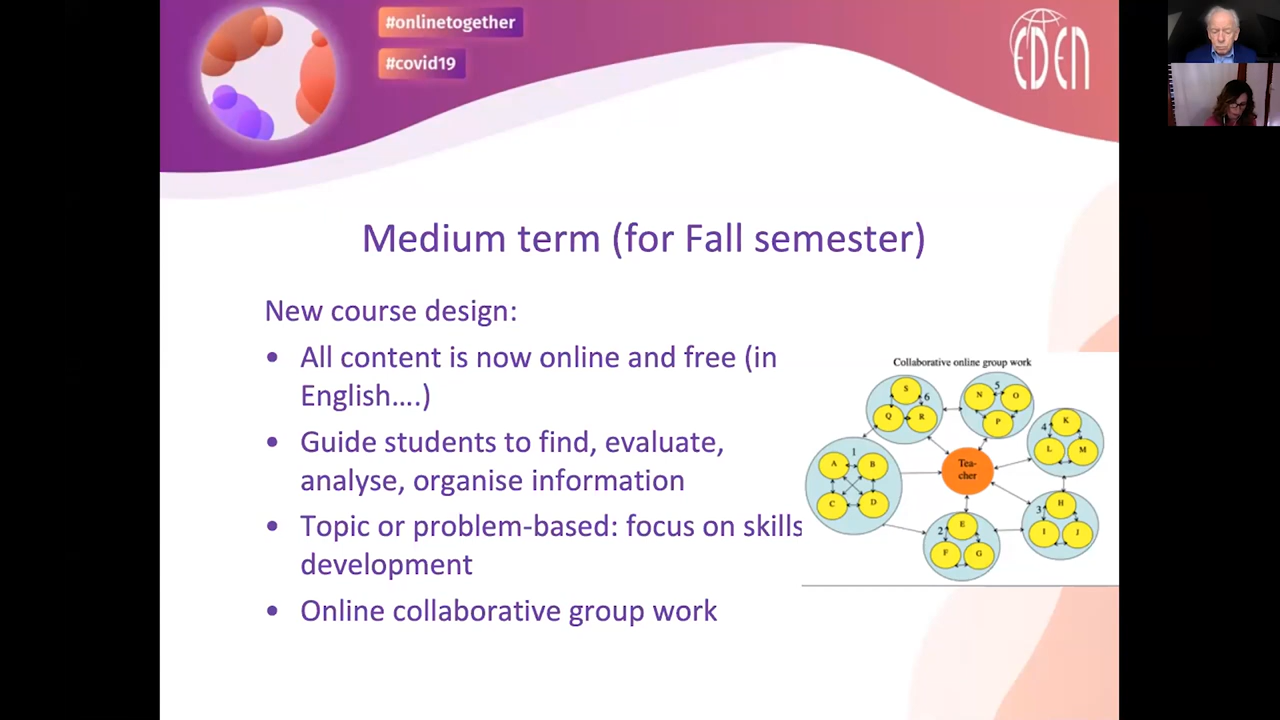 #onlinetogether
#covid19
EDEN
Medium term (for Fall semester)
New course design:
• All content is now online and free (in
English….)
• Guide students to find, evaluate,
analyse, organise information
• Topic or problem-based: focus on skills
development
• Online collaborative group work
Collaborative online group work
S
6
Q
R
5
N
O
P
4
K
L
M
1
A
B
C
D
Tea-
cher
3
H
I
J
2
E
F
G